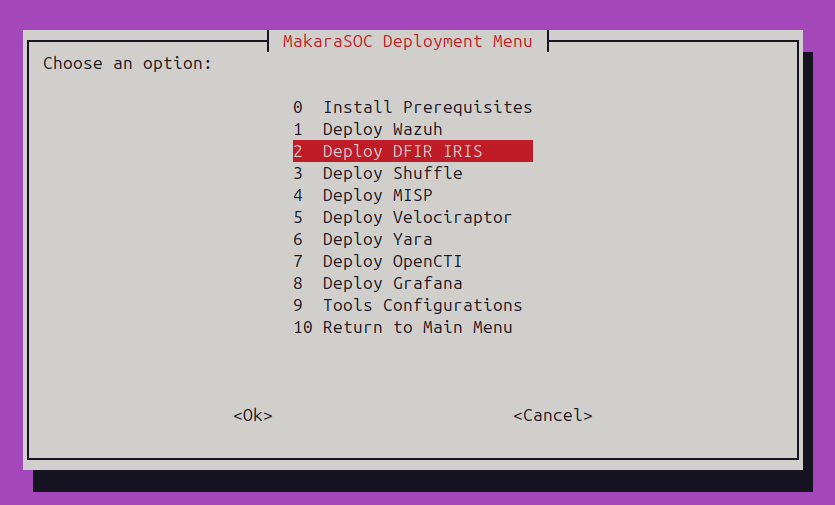 MakaraSOC Deployment Menu
Choose an option:
0 Install Prerequisites
1 Deploy Wazuh
2 Deploy DFIR IRIS
3 Deploy Shuffle
4 Deploy MISP
5 Deploy Velociraptor
6 Deploy Yara
7 Deploy OpenCTI
8 Deploy Grafana
9 Tools Configurations
10 Return to Main Menu
<Ok> <Cancel>